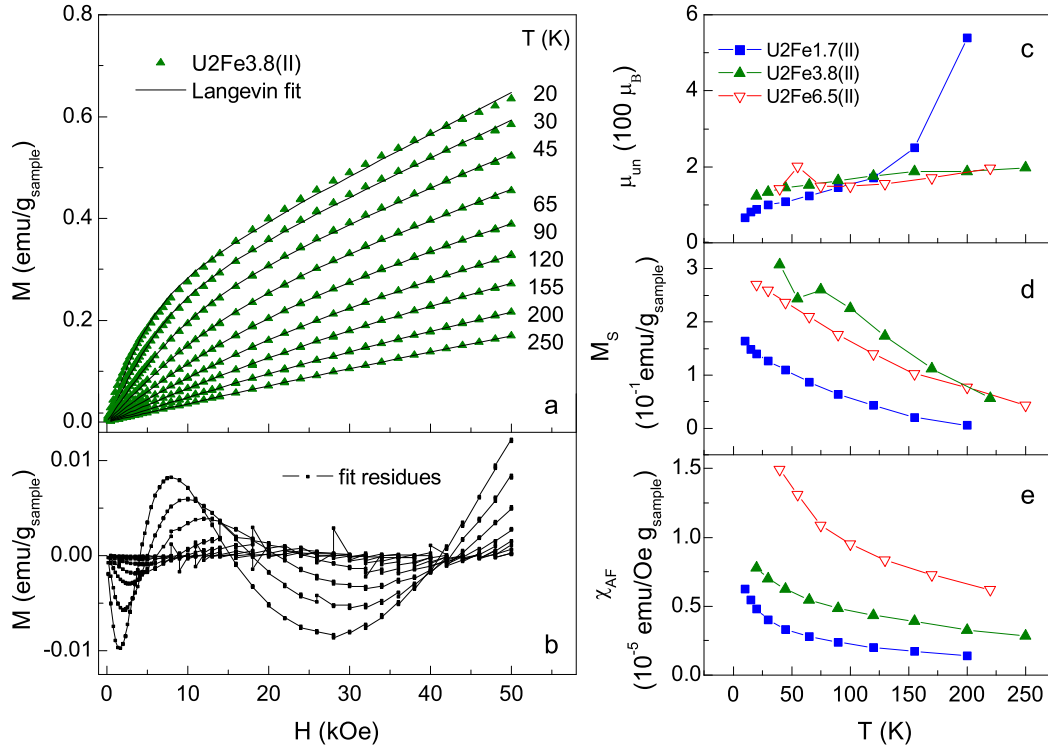 0.8
0.6
0.4
0.2
0.0
M (emu/g_sample)
U2Fe3.8(II)
Langevin fit
T (K)
20
30
45
65
90
120
155
200
250
a
0.01
0.00
-0.01
M (emu/g_sample)
fit residues
b
0 10 20 30 40 50
H (kOe)
6
4
2
0
μ_un (100 μ_B)
U2Fe1.7(II)
U2Fe3.8(II)
U2Fe6.5(II)
c
3
2
1
0
M_S
(10^-1 emu/g_sample)
d
1.5
1.0
0.5
0.0
χ_AF
(10^-5 emu/Oe g_sample)
e
0 50 100 150 200 250
T (K)